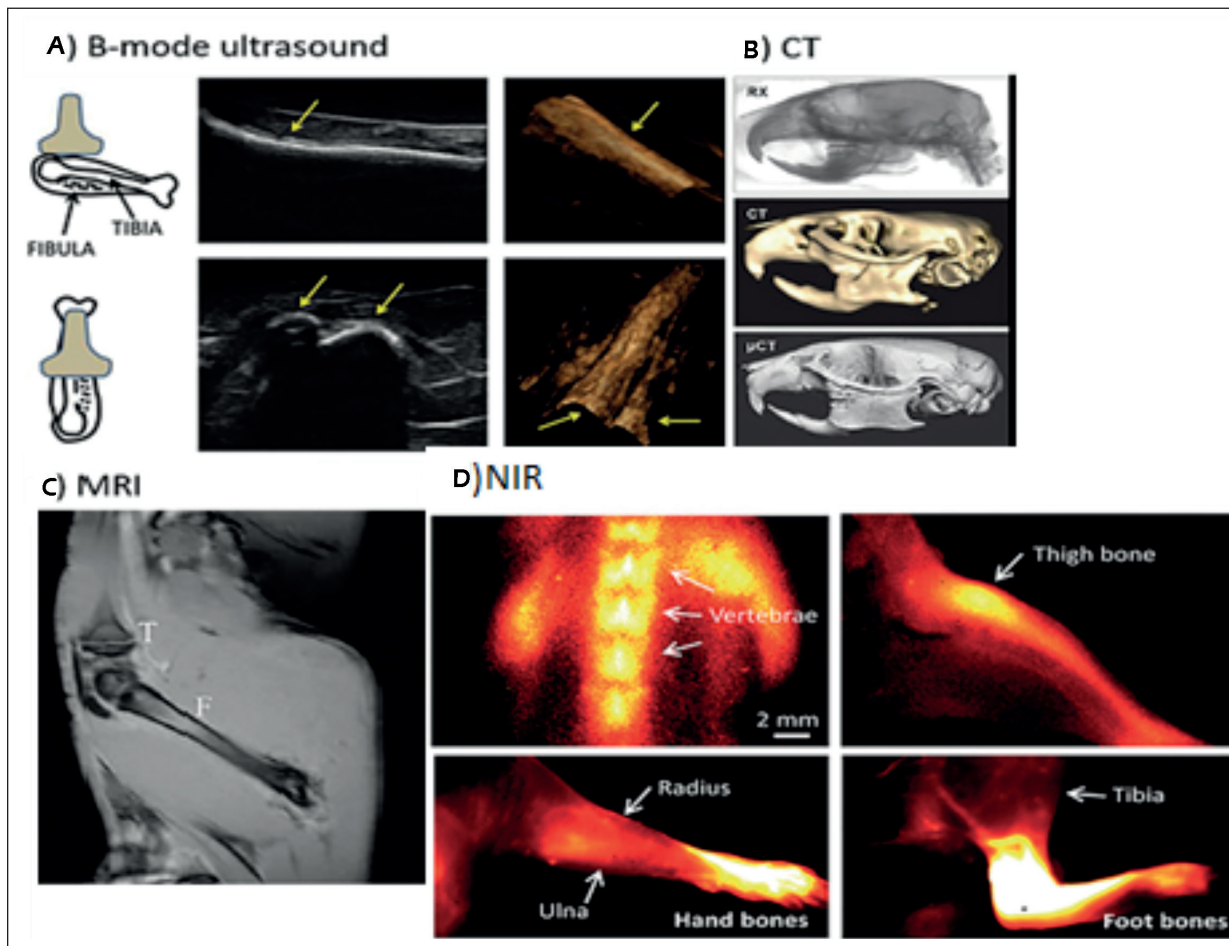 A) B-mode ultrasound
TIBIA
FIBULA
B) CT
RX
CT
µCT
C) MRI
T
F
D)NIR
Vertebrae
2 mm
Thigh bone
Radius
Ulna
Hand bones
Tibia
Foot bones